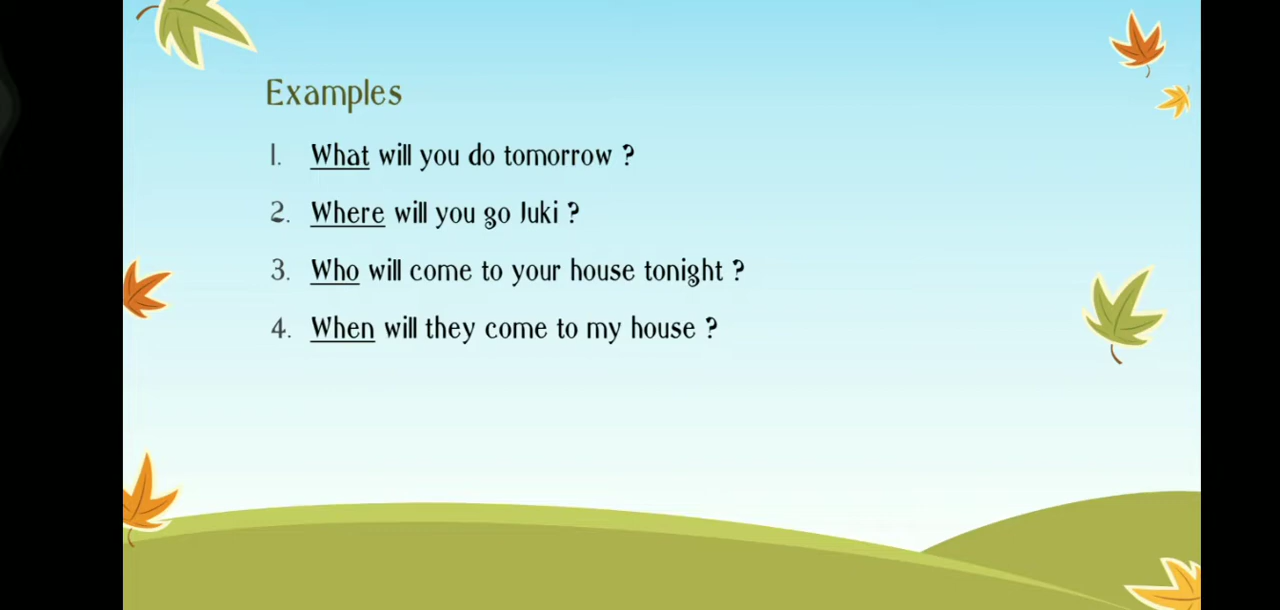 Examples
1. What will you do tomorrow ?
2. Where will you go Juki ?
3. Who will come to your house tonight ?
4. When will they come to my house ?